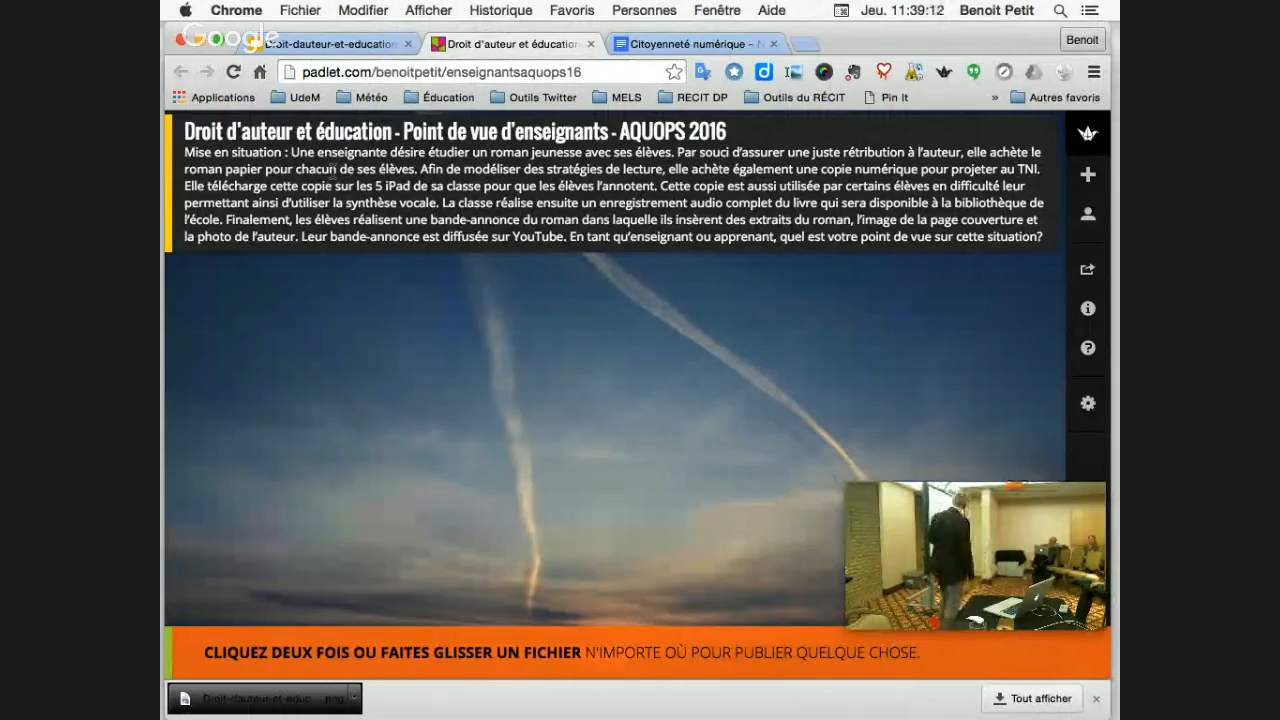 Chrome Fichier Modifier Afficher Historique Favoris Personnes Fenêtre Aide Jeu. 11:39:12 Benoit Petit
Google
Droit-dauteur-et-education × Droit d'auteur et éducation × Citoyenneté numérique – × Benoit
padlet.com/benoitpetit/enseignantsaquops16
Applications UdeM Météo Éducation Outils Twitter MELS RECIT DP Outils du RÉCIT Pin It » Autres favoris
Droit d'auteur et éducation - Point de vue d'enseignants - AQUOPS 2016
Mise en situation : Une enseignante désire étudier un roman jeunesse avec ses élèves. Par souci d'assurer une juste rétribution à l'auteur, elle achète le
roman papier pour chacun de ses élèves. Afin de modéliser des stratégies de lecture, elle achète également une copie numérique pour projeter au TNI.
Elle télécharge cette copie sur les 5 iPad de sa classe pour que les élèves l'annotent. Cette copie est aussi utilisée par certains élèves en difficulté leur
permettant ainsi d'utiliser la synthèse vocale. La classe réalise ensuite un enregistrement audio complet du livre qui sera disponible à la bibliothèque de
l'école. Finalement, les élèves réalisent une bande-annonce du roman dans laquelle ils insèrent des extraits du roman, l'image de la page couverture et
la photo de l'auteur. Leur bande-annonce est diffusée sur YouTube. En tant qu'enseignant ou apprenant, quel est votre point de vue sur cette situation?
CLIQUEZ DEUX FOIS OU FAITES GLISSER UN FICHIER N'IMPORTE OÙ POUR PUBLIER QUELQUE CHOSE.
Droit-dauteur-et-educ....png Tout afficher ×